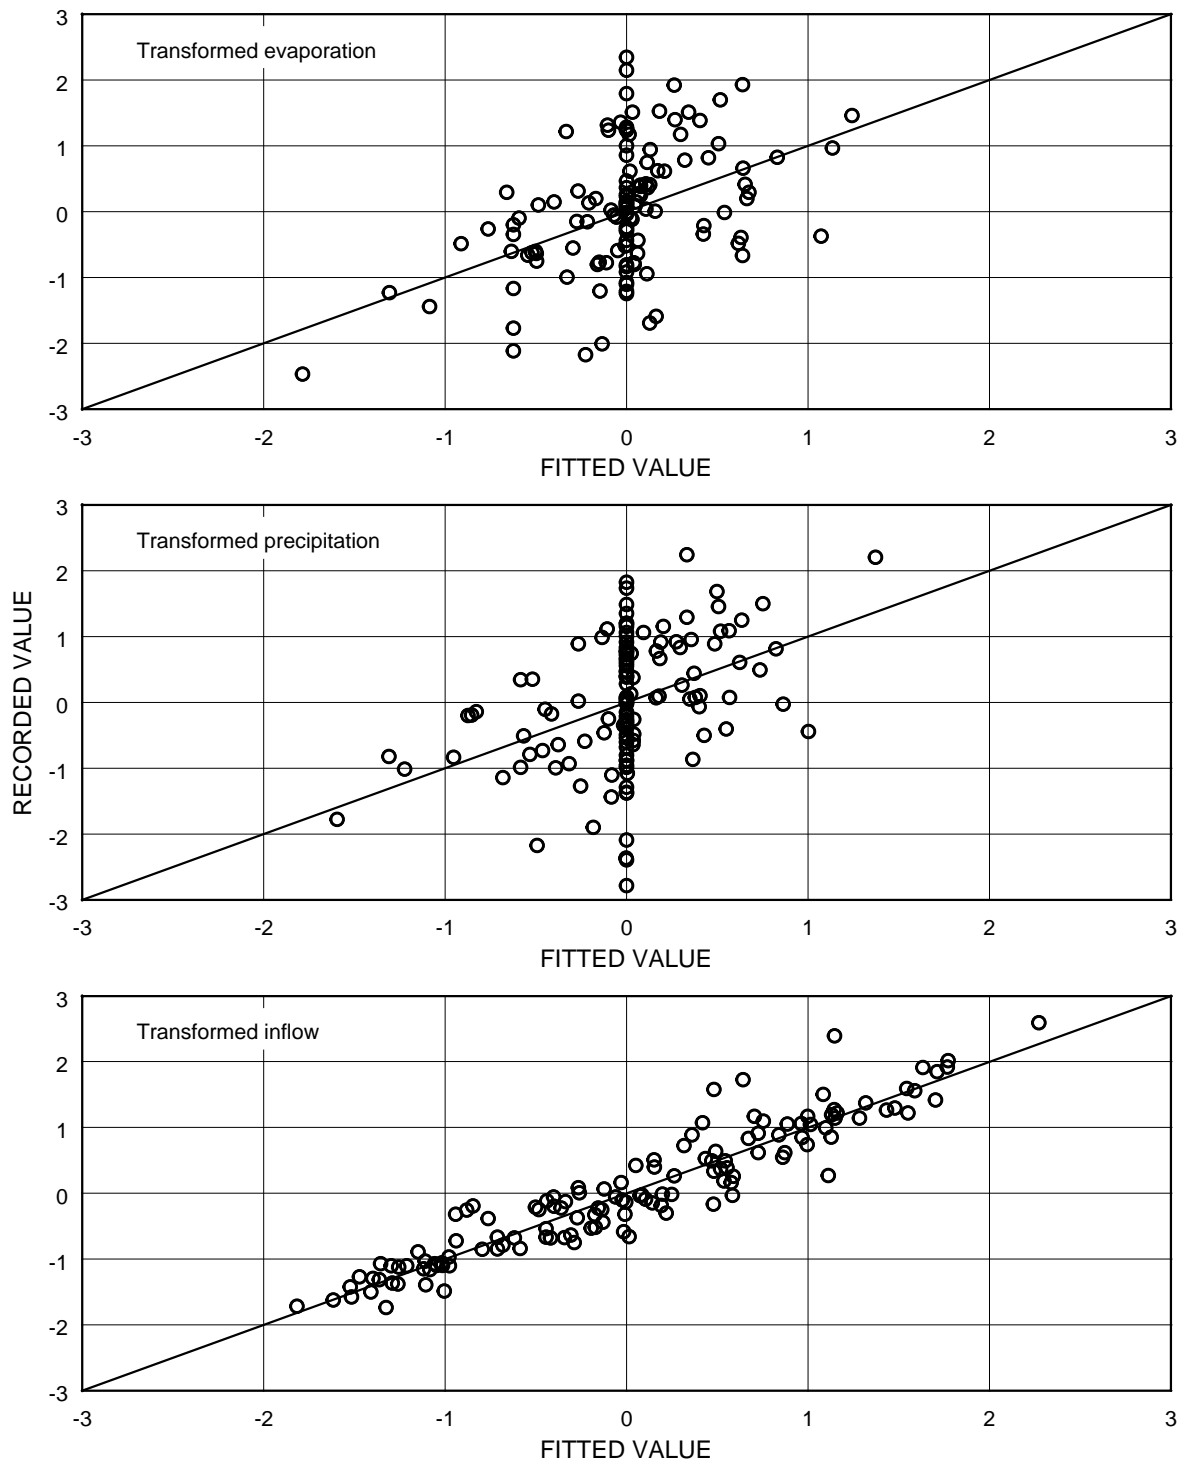 3
Transformed evaporation
2
1
0
-1
-2
-3
-3 -2 -1 0 1 2 3
FITTED VALUE
RECORDED VALUE
3
Transformed precipitation
2
1
0
-1
-2
-3
-3 -2 -1 0 1 2 3
FITTED VALUE
3
Transformed inflow
2
1
0
-1
-2
-3
-3 -2 -1 0 1 2 3
FITTED VALUE